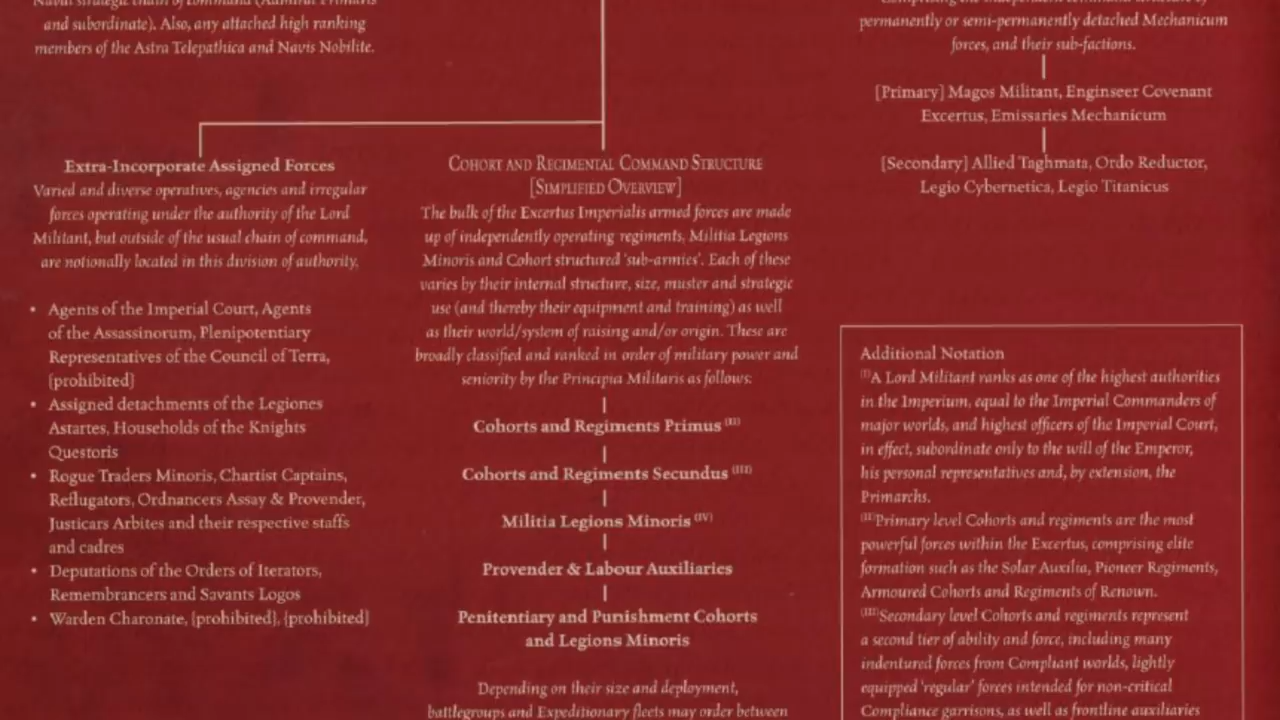 Naval strategic chain of command (Admiral Primaris
and subordinate). Also, any attached high ranking
members of the Astra Telepathica and Navis Nobilite.
Extra-Incorporate Assigned Forces
Varied and diverse operatives, agencies and irregular
forces operating under the authority of the Lord
Militant, but outside of the usual chain of command,
are notionally located in this division of authority.
• Agents of the Imperial Court, Agents
of the Assassinorum, Plenipotentiary
Representatives of the Council of Terra,
{prohibited}
• Assigned detachments of the Legiones
Astartes, Households of the Knights
Questoris
• Rogue Traders Minoris, Chartist Captains,
Reflugators, Ordnancers Assay & Provender,
Justicars Arbites and their respective staffs
and cadres
• Deputations of the Orders of Iterators,
Remembrancers and Savants Logos
• Warden Charonate, {prohibited}, {prohibited}
Cohort and Regimental Command Structure
[Simplified Overview]
The bulk of the Excertus Imperialis armed forces are made
up of independently operating regiments, Militia Legions
Minoris and Cohort structured 'sub-armies'. Each of these
varies by their internal structure, size, muster and strategic
use (and thereby their equipment and training) as well
as their world/system of raising and/or origin. These are
broadly classified and ranked in order of military power and
seniority by the Principia Militaris as follows:
Cohorts and Regiments Primus (II)
Cohorts and Regiments Secundus (III)
Militia Legions Minoris (IV)
Provender & Labour Auxiliaries
Penitentiary and Punishment Cohorts
and Legions Minoris
Depending on their size and deployment,
battlegroups and Expeditionary fleets may order between
Comprising the independent command structure of
permanently or semi-permanently detached Mechanicum
forces, and their sub-factions.
[Primary] Magos Militant, Enginseer Covenant
Excertus, Emissaries Mechanicum
[Secondary] Allied Taghmata, Ordo Reductor,
Legio Cybernetica, Legio Titanicus
Additional Notation
(I)A Lord Militant ranks as one of the highest authorities
in the Imperium, equal to the Imperial Commanders of
major worlds, and highest officers of the Imperial Court,
in effect, subordinate only to the will of the Emperor,
his personal representatives and, by extension, the
Primarchs.
(II)Primary level Cohorts and regiments are the most
powerful forces within the Excertus, comprising elite
formation such as the Solar Auxilia, Pioneer Regiments,
Armoured Cohorts and Regiments of Renown.
(III)Secondary level Cohorts and regiments represent
a second tier of ability and force, including many
indentured forces from Compliant worlds, lightly
equipped 'regular' forces intended for non-critical
Compliance garrisons, as well as frontline auxiliaries